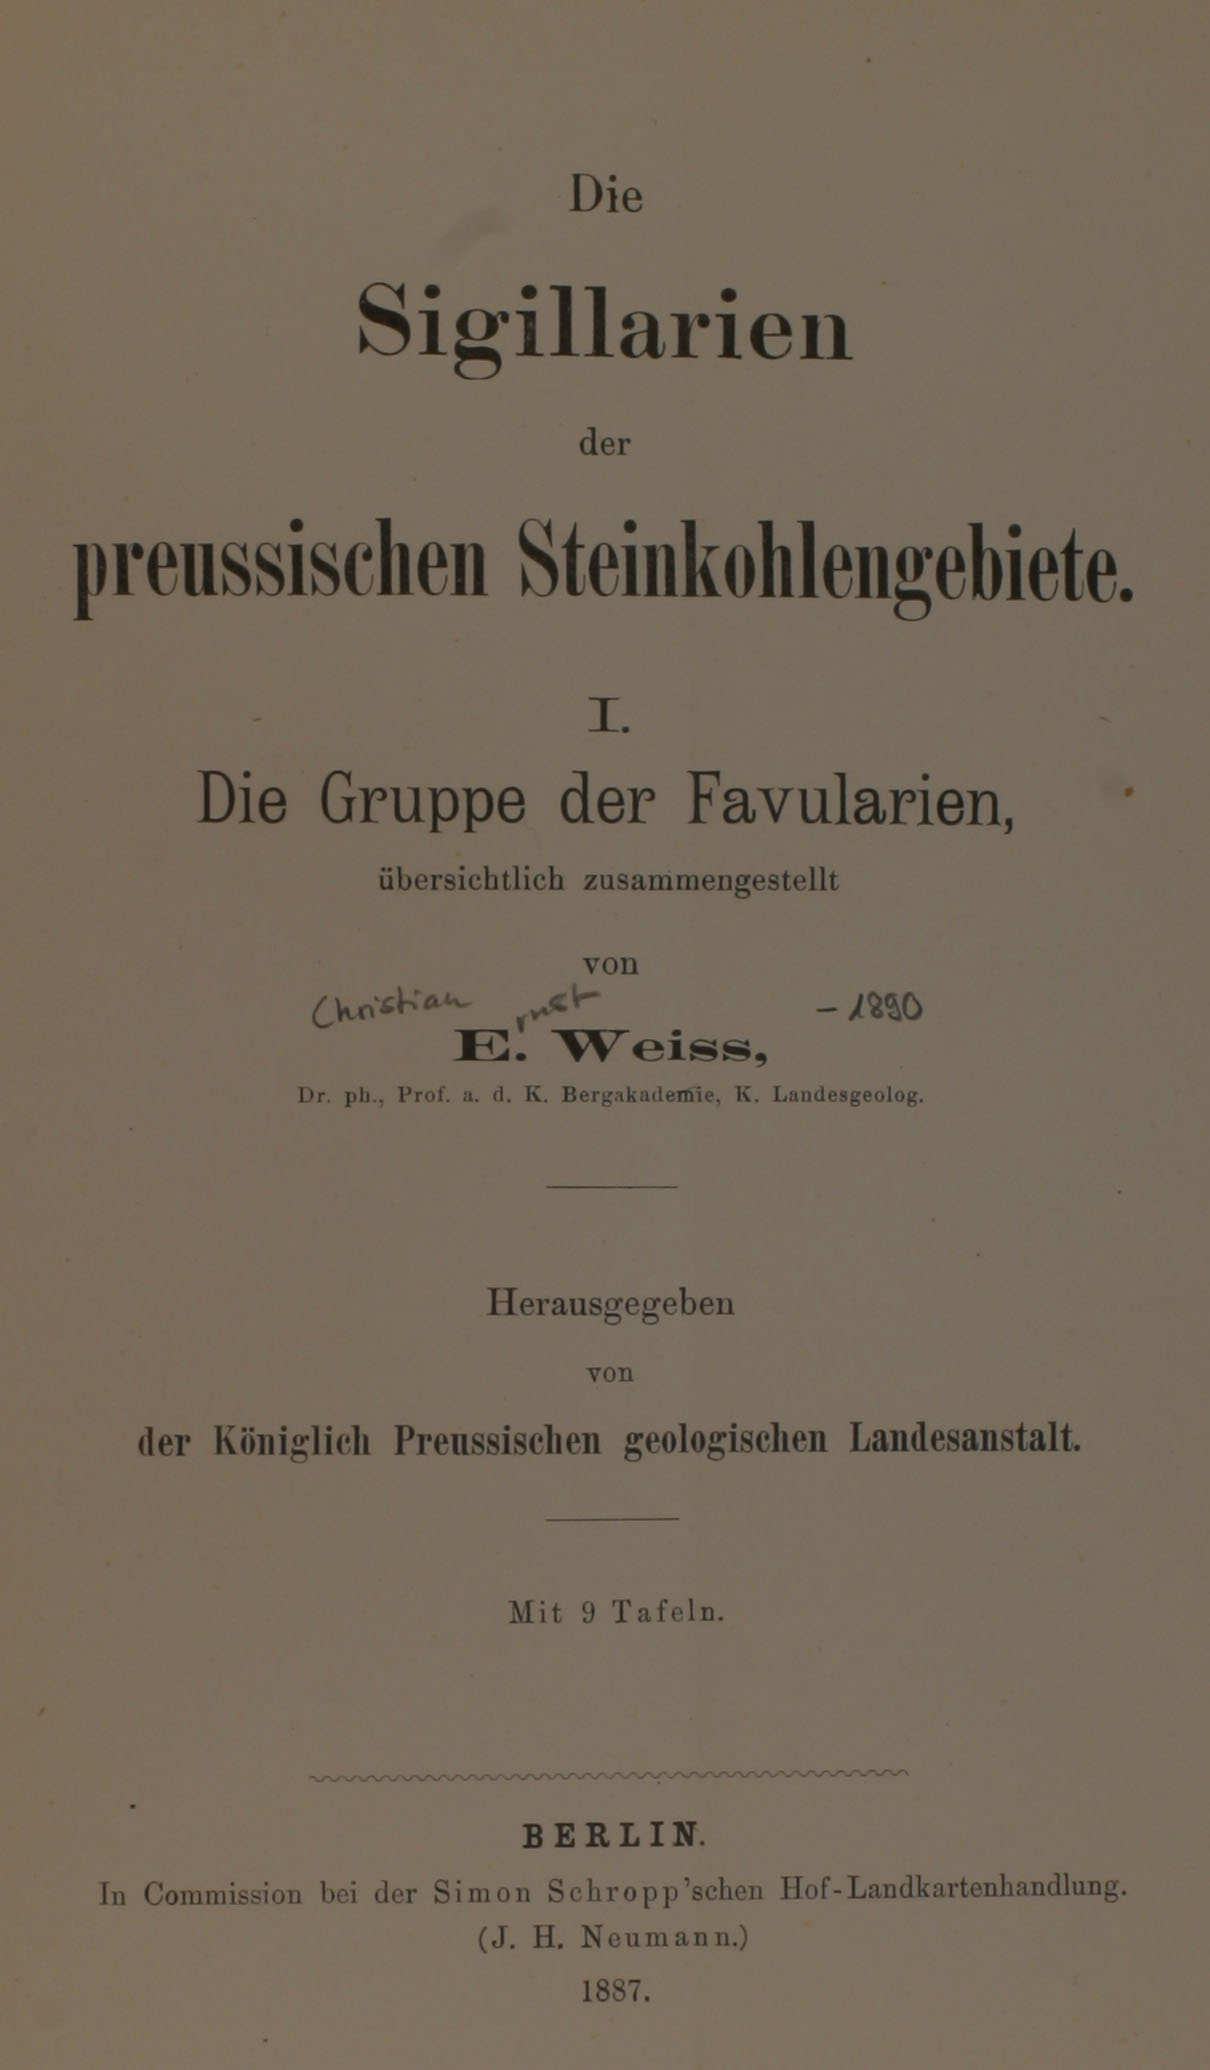 Die
Sigillarien
der
preussischen Steinkohlengebiete.
I.
Die Gruppe der Favularien,
übersichtlich zusammengestellt
von
Christian rnst – 1890
E. Weiss,
Dr. ph., Prof. a. d. K. Bergakademie, K. Landesgeolog.
Herausgegeben
von
der Königlich Preussischen geologischen Landesanstalt.
Mit 9 Tafeln.
BERLIN.
In Commission bei der Simon Schropp'schen Hof-Landkartenhandlung.
(J. H. Neumann.)
1887.